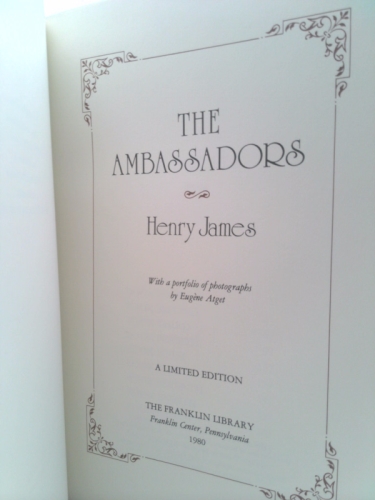 THE
AMBASSADORS
Henry James
With a portfolio of photographs
by Eugène Atget
A LIMITED EDITION
THE FRANKLIN LIBRARY
Franklin Center, Pennsylvania
1980